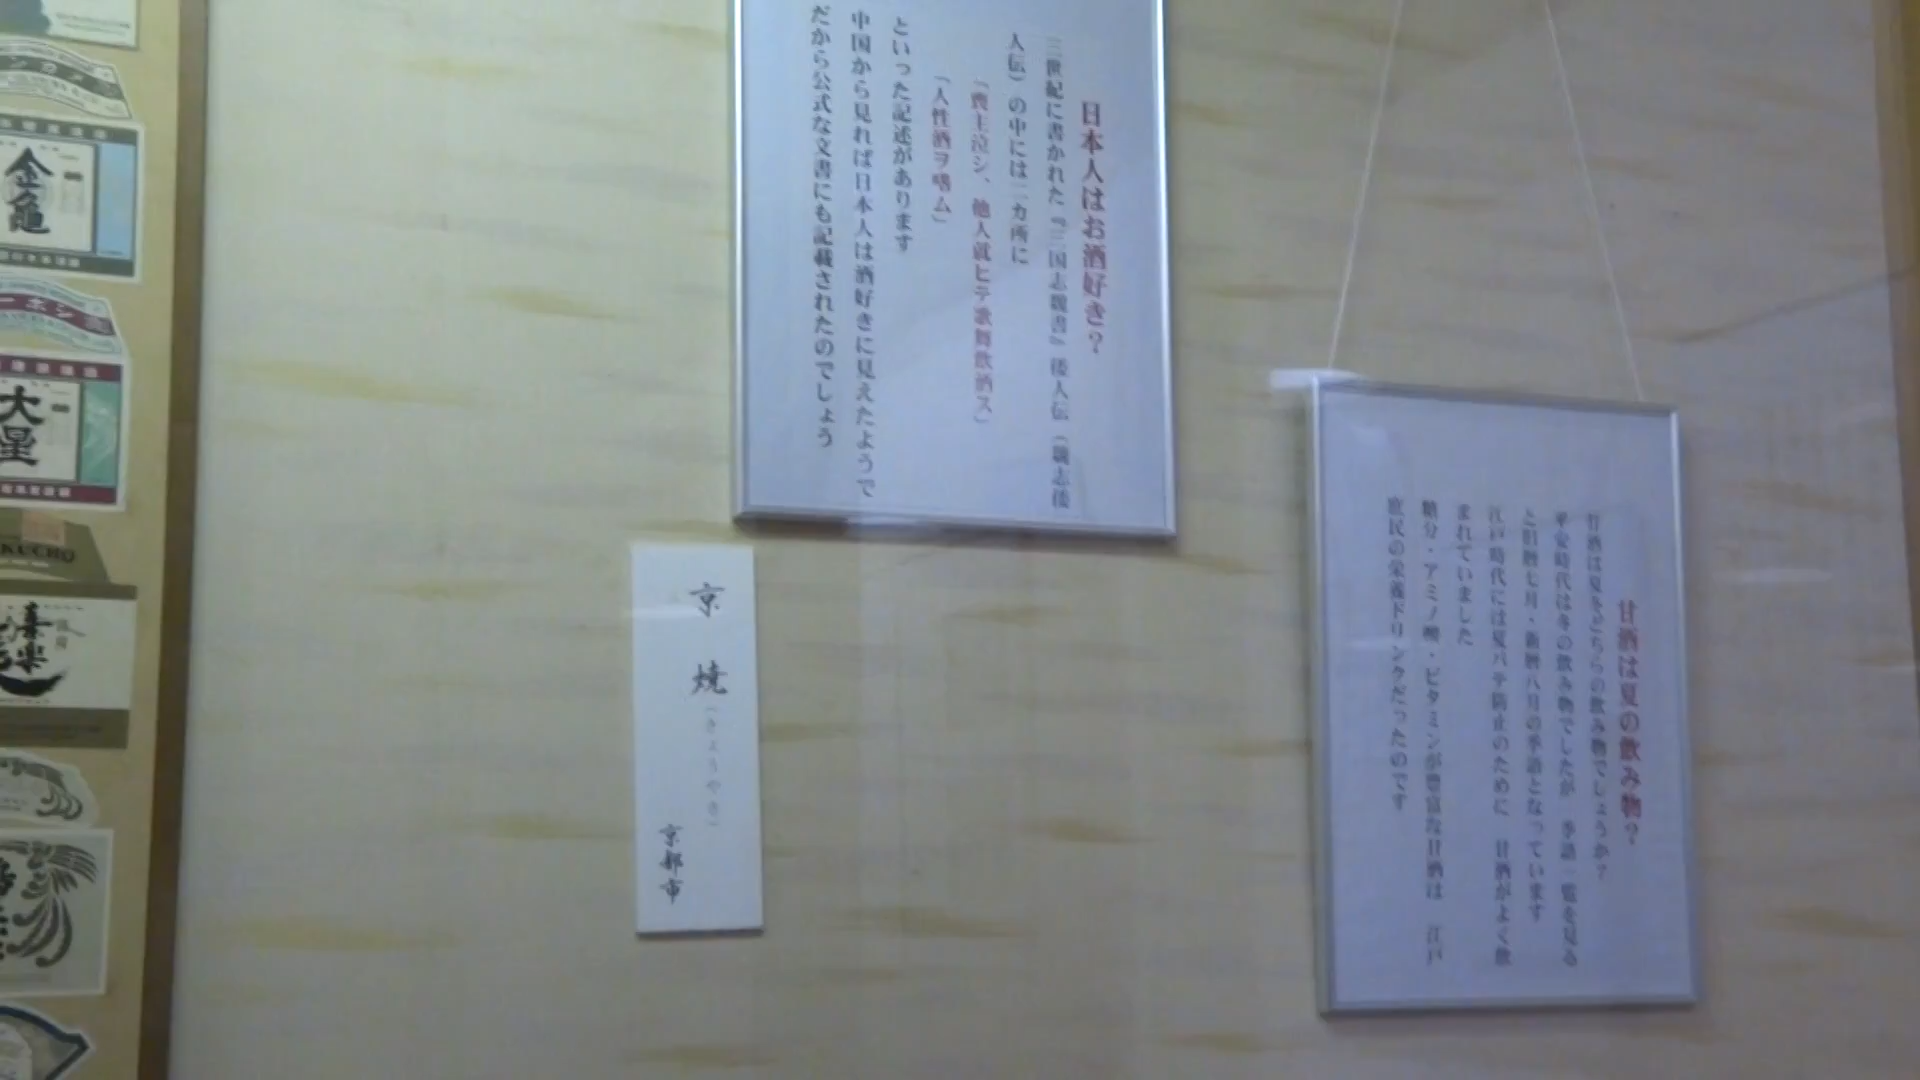 日本人はお酒好き？
三世紀に書かれた『三国志魏書』倭人伝（魏志倭
人伝）の中には二カ所に
「喪主泣シ、他人就ヒテ歌舞飲酒ス」
「人性酒ヲ嗜ム」
といった記述があります
中国から見れば日本人は酒好きに見えたようで
だから公式な文書にも記載されたのでしょう
甘酒は夏の飲み物？
甘酒は夏冬どちらの飲み物でしょうか？
平安時代は冬の飲み物でしたが 季語一覧を見る
と旧暦七月・新暦八月の季語となっています
江戸時代には夏バテ防止のために 甘酒がよく飲
まれていました
糖分・アミノ酸・ビタミンが豊富な甘酒は 江戸
庶民の栄養ドリンクだったのです
京焼
（きょうやき）
京都市
金亀
大星
KUCHO
喜楽